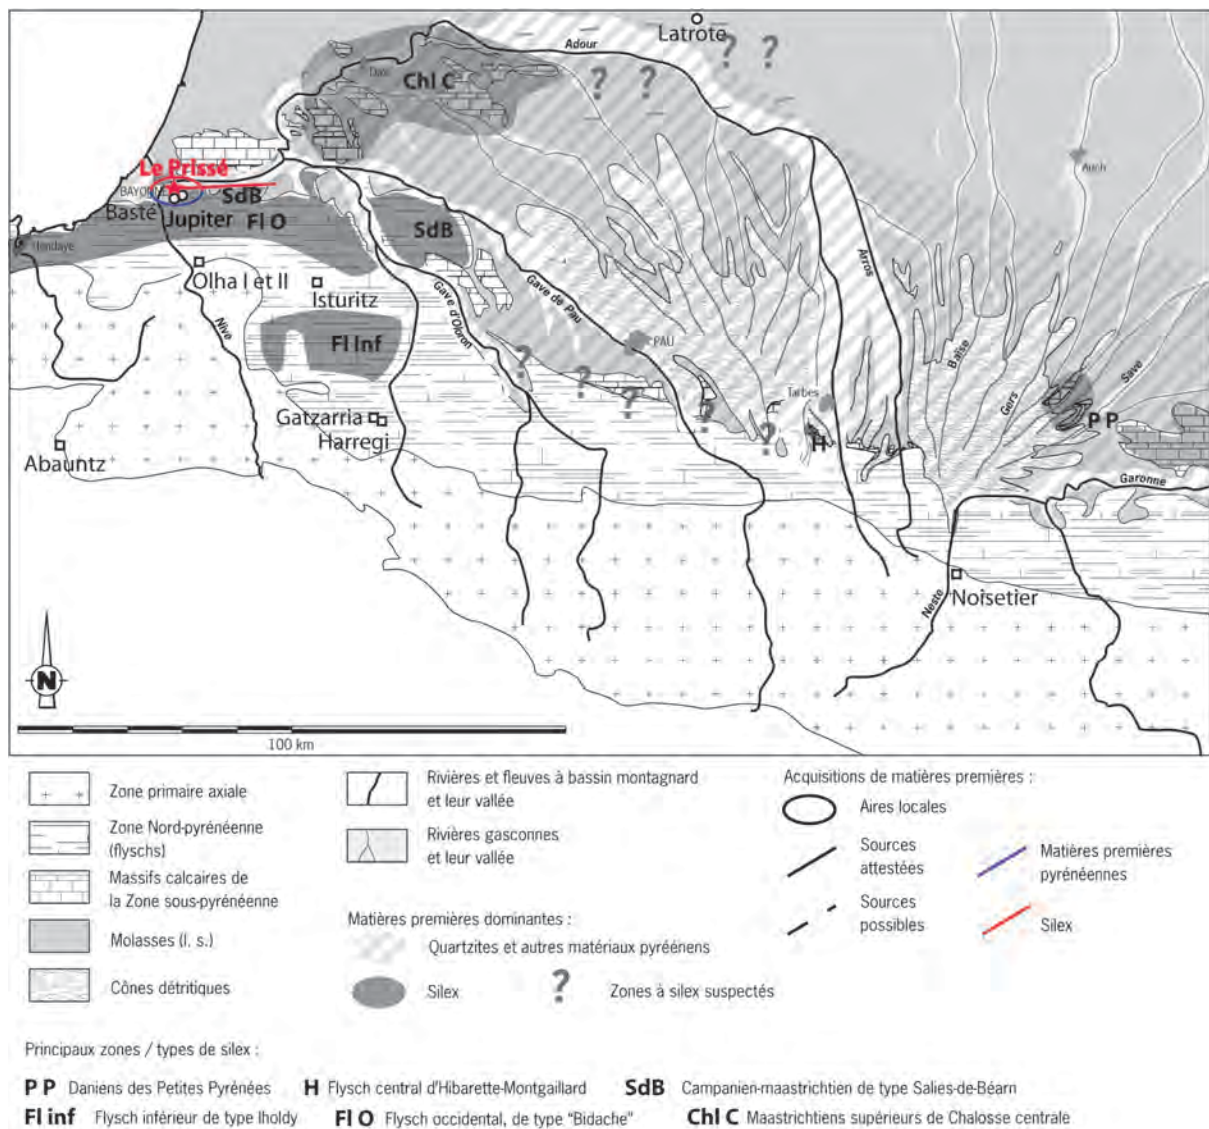 Latrote
Adour
Dax
Chl C
Auch
Le Prissé
BAYONNE
SdB
Basté
Jupiter
Fl O
SdB
Hendaye
Arros
Olha I et II
Isturitz
Nive
Gave d'Oloron
Gave de Pau
PAU
Fl Inf
Baïse
Gers
Save
Tarbes
P P
Gatzarria
Harregi
H
Abauntz
Garonne
Noisetier
Neste
N
100 km
?
?
?
?
?
?
?
?
?
?
Zone primaire axiale
Zone Nord-pyrénéenne
(flyschs)
Massifs calcaires de
la Zone sous-pyrénéenne
Molasses (l. s.)
Cônes détritiques
Rivières et fleuves à bassin montagnard
et leur vallée
Rivières gasconnes
et leur vallée
Matières premières dominantes :
Quartzites et autres matériaux pyréénens
Silex
?
Zones à silex suspectés
Acquisitions de matières premières :
Aires locales
Sources
attestées
Matières premières
pyrénéennes
Sources
possibles
Silex
Principaux zones / types de silex :
P P Daniens des Petites Pyrénées
H Flysch central d'Hibarette-Montgaillard
SdB Campanien-maastrichtien de type Salies-de-Béarn
Fl inf Flysch inférieur de type Iholdy
Fl O Flysch occidental, de type "Bidache"
Chl C Maastrichtiens supérieurs de Chalosse centrale